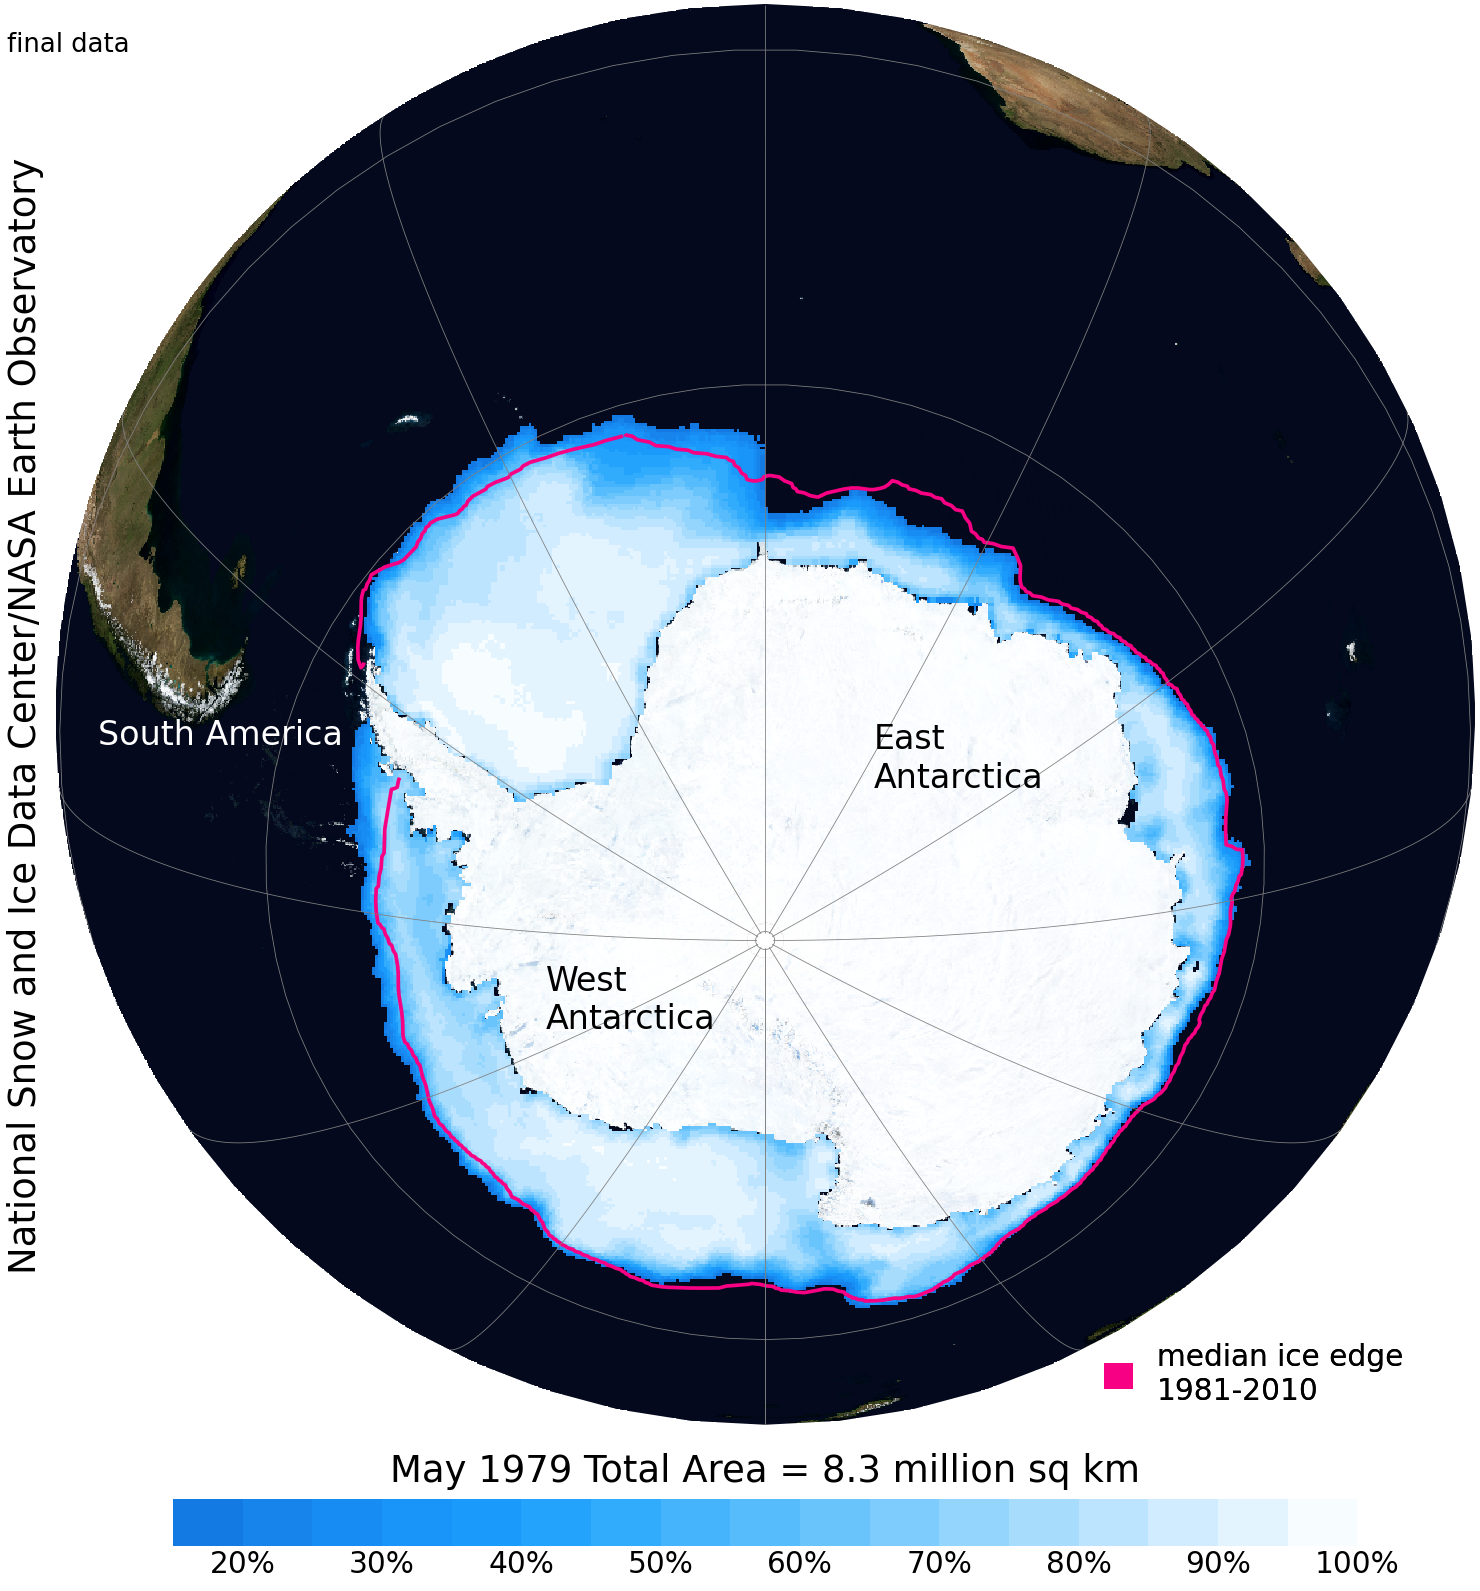 final data
National Snow and Ice Data Center/NASA Earth Observatory
South America
East
Antarctica
West
Antarctica
median ice edge
1981-2010
May 1979 Total Area = 8.3 million sq km
20% 30% 40% 50% 60% 70% 80% 90% 100%